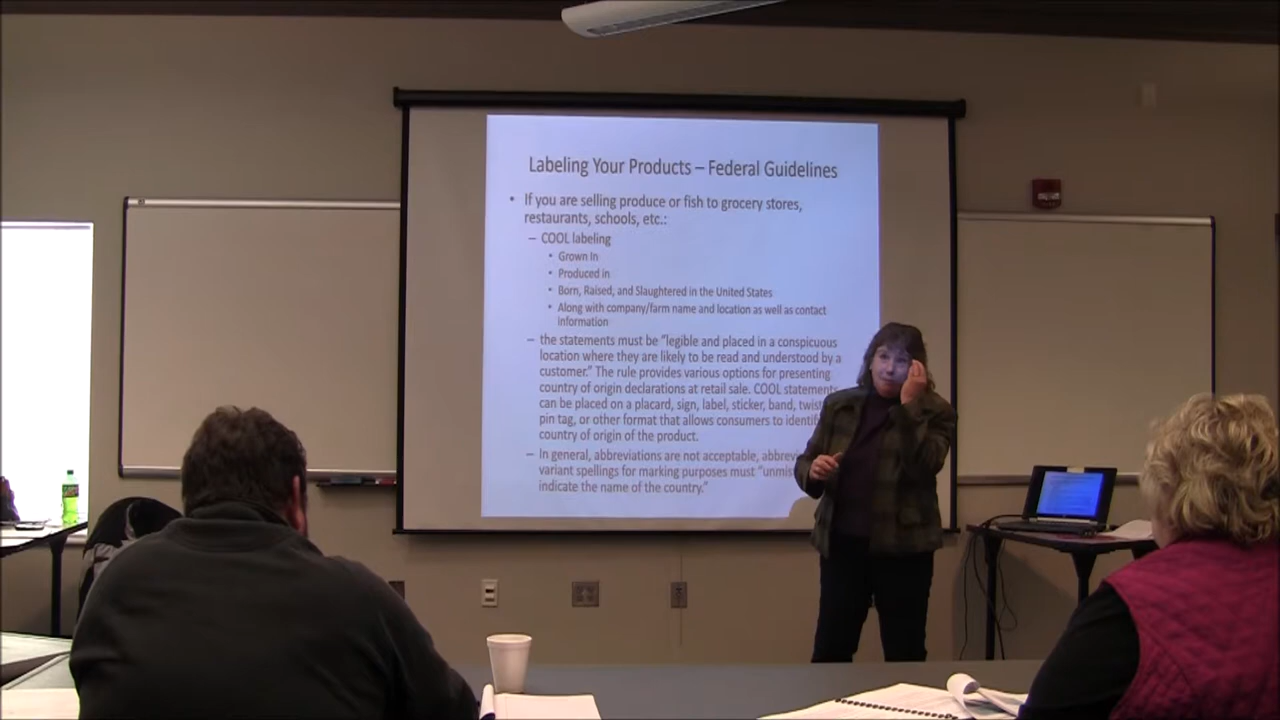 Labeling Your Products – Federal Guidelines
• If you are selling produce or fish to grocery stores,
restaurants, schools, etc.:
– COOL labeling
• Grown In
• Produced in
• Born, Raised, and Slaughtered in the United States
• Along with company/farm name and location as well as contact
information
– the statements must be "legible and placed in a conspicuous
location where they are likely to be read and understood by a
customer." The rule provides various options for presenting
country of origin declarations at retail sale. COOL statements
can be placed on a placard, sign, label, sticker, band, twist
pin tag, or other format that allows consumers to identify
country of origin of the product.
– In general, abbreviations are not acceptable,
variant spellings for marking purposes must
indicate the name of the country."